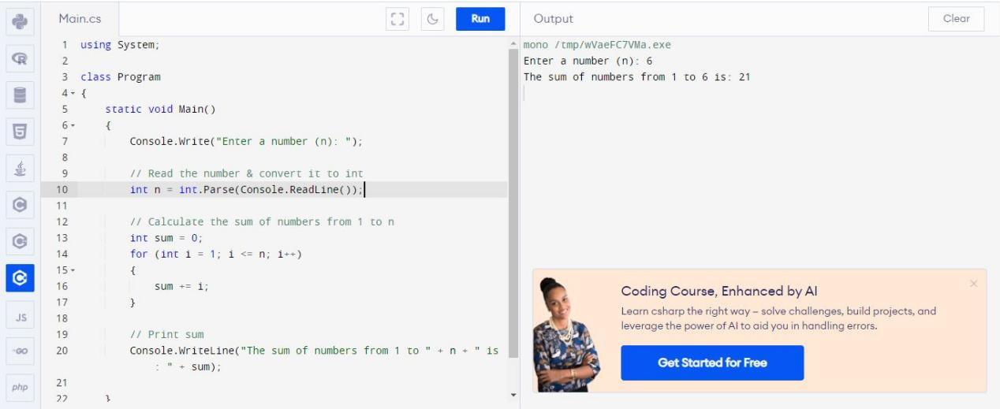 Main.cs
Run
Output
Clear
1 using System;
2
3 class Program
4 {
5 static void Main()
6 {
7 Console.Write("Enter a number (n): ");
8
9 // Read the number & convert it to int
10 int n = int.Parse(Console.ReadLine());
11
12 // Calculate the sum of numbers from 1 to n
13 int sum = 0;
14 for (int i = 1; i <= n; i++)
15 {
16 sum += i;
17 }
18
19 // Print sum
20 Console.WriteLine("The sum of numbers from 1 to " + n + " is
: " + sum);
21
22 }
JS
GO
php
mono /tmp/wVaeFC7VMa.exe
Enter a number (n): 6
The sum of numbers from 1 to 6 is: 21
Coding Course, Enhanced by AI
Learn csharp the right way – solve challenges, build projects, and
leverage the power of AI to aid you in handling errors.
Get Started for Free